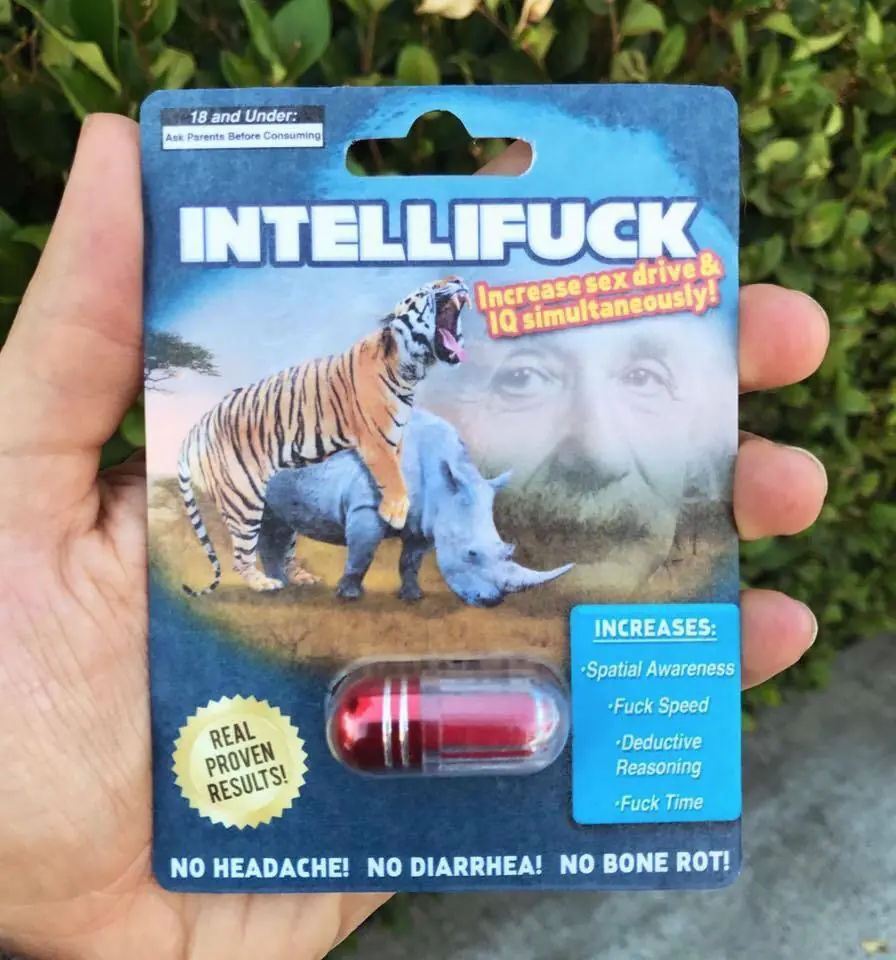 18 and Under:
Ask Parents Before Consuming
INTELLIFUCK
Increase sex drive &
IQ simultaneously!
INCREASES:
•Spatial Awareness
•Fuck Speed
•Deductive
Reasoning
•Fuck Time
REAL
PROVEN
RESULTS!
NO HEADACHE! NO DIARRHEA! NO BONE ROT!